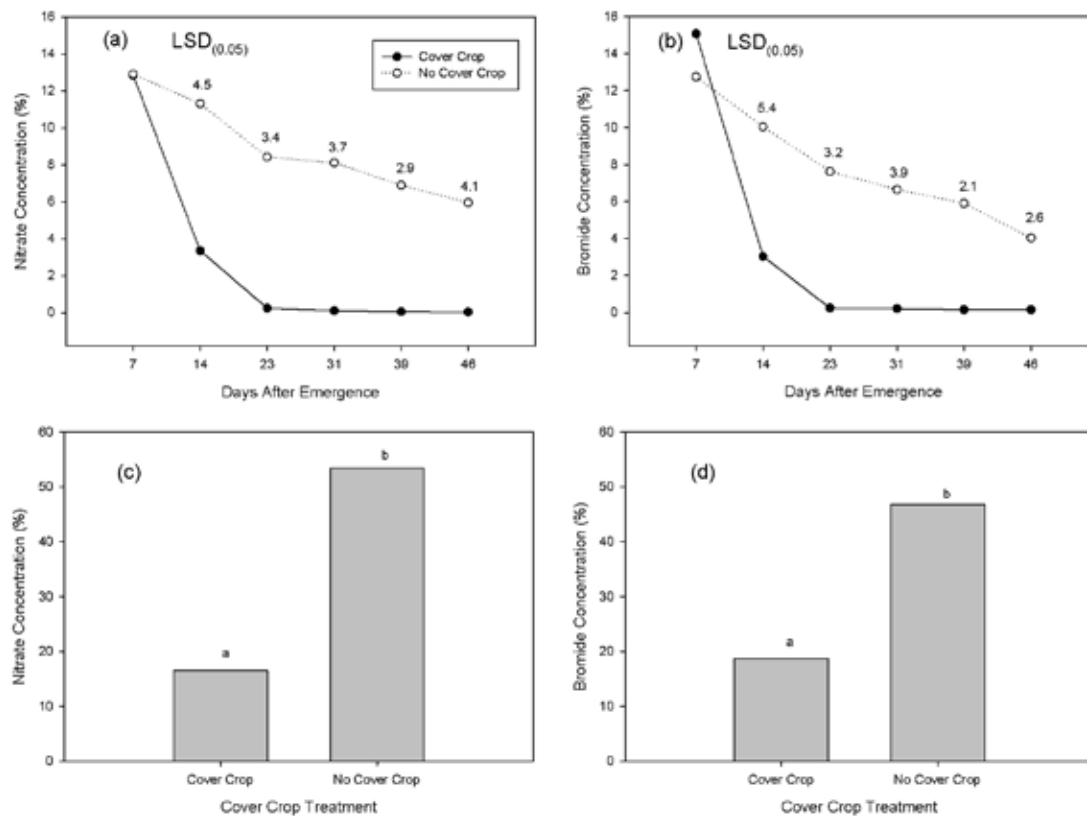 (a) LSD(0.05)
Cover Crop
No Cover Crop
Nitrate Concentration (%)
16
14
12
10
8
6
4
2
0
4.5
3.4
3.7
2.9
4.1
7 14 23 31 39 46
Days After Emergence
(b) LSD(0.05)
Bromide Concentration (%)
16
14
12
10
8
6
4
2
0
5.4
3.2
3.9
2.1
2.6
7 14 23 31 39 46
Days After Emergence
(c)
Nitrate Concentration (%)
60
50
40
30
20
10
0
a
b
Cover Crop No Cover Crop
Cover Crop Treatment
(d)
Bromide Concentration (%)
60
50
40
30
20
10
0
a
b
Cover Crop No Cover Crop
Cover Crop Treatment